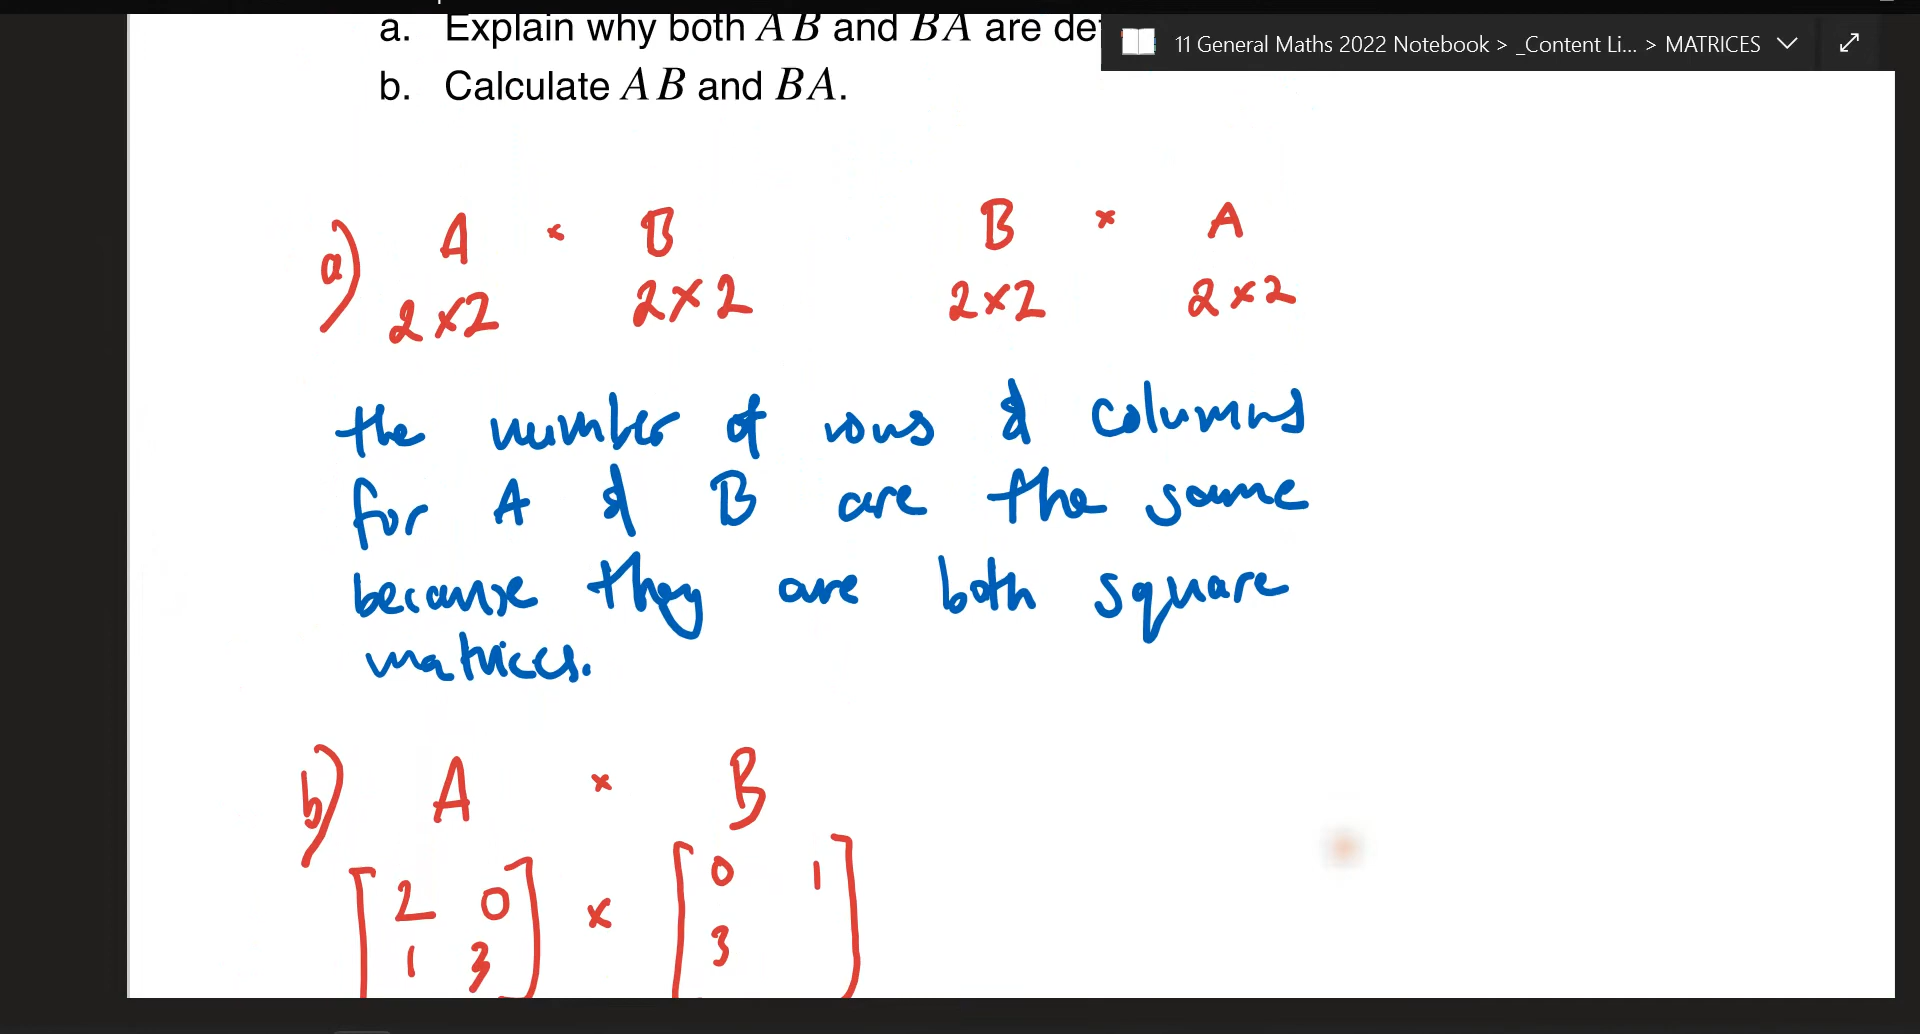 a. Explain why both AB and BA are de
11 General Maths 2022 Notebook > _Content Li... > MATRICES
b. Calculate AB and BA.
a) A × B B × A
2×2 2×2 2×2 2×2
the number of rows & columns
for A & B are the same
because they are both square
matrices.
b) A × B
[2 0] × [0 1]
[1 3] [3 ]